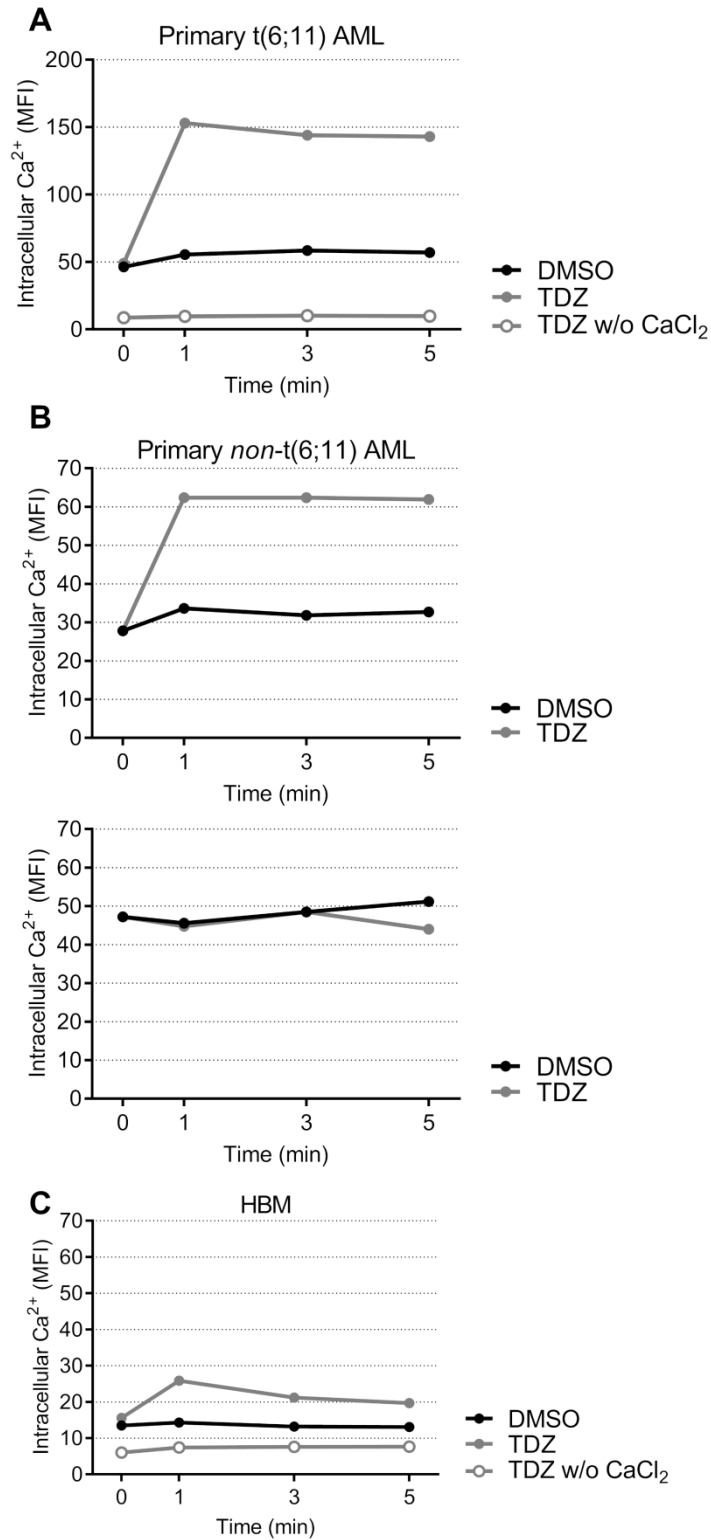 A
Primary t(6;11) AML
Intracellular Ca²⁺ (MFI)
200
150
100
50
0
0 1 3 5
Time (min)
DMSO
TDZ
TDZ w/o CaCl₂
B
Primary non-t(6;11) AML
Intracellular Ca²⁺ (MFI)
70
60
50
40
30
20
10
0
0 1 3 5
Time (min)
DMSO
TDZ
Intracellular Ca²⁺ (MFI)
70
60
50
40
30
20
10
0
0 1 3 5
Time (min)
DMSO
TDZ
C
HBM
Intracellular Ca²⁺ (MFI)
70
60
50
40
30
20
10
0
0 1 3 5
Time (min)
DMSO
TDZ
TDZ w/o CaCl₂